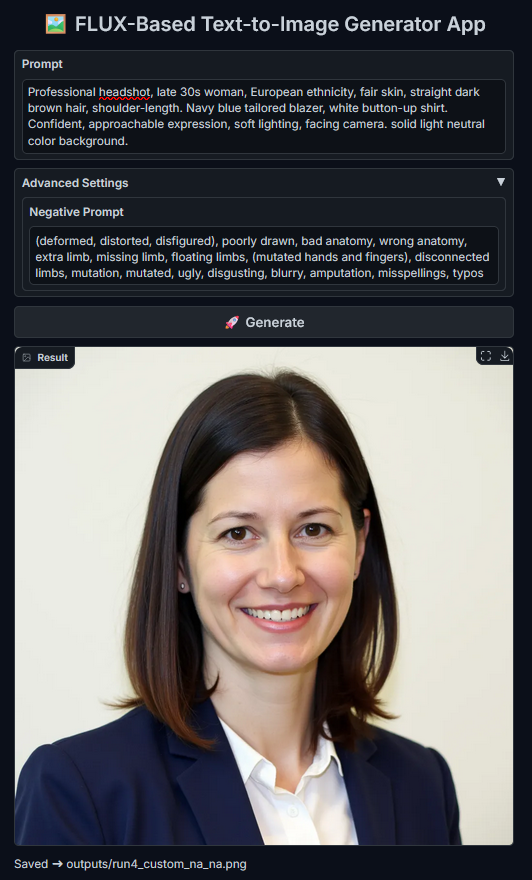 🖼️ FLUX-Based Text-to-Image Generator App
Prompt
Professional headshot, late 30s woman, European ethnicity, fair skin, straight dark
brown hair, shoulder-length. Navy blue tailored blazer, white button-up shirt.
Confident, approachable expression, soft lighting, facing camera. solid light neutral
color background.
Advanced Settings ▼
Negative Prompt
(deformed, distorted, disfigured), poorly drawn, bad anatomy, wrong anatomy,
extra limb, missing limb, floating limbs, (mutated hands and fingers), disconnected
limbs, mutation, mutated, ugly, disgusting, blurry, amputation, misspellings, typos
🚀 Generate
Result
Saved ➔ outputs/run4_custom_na_na.png